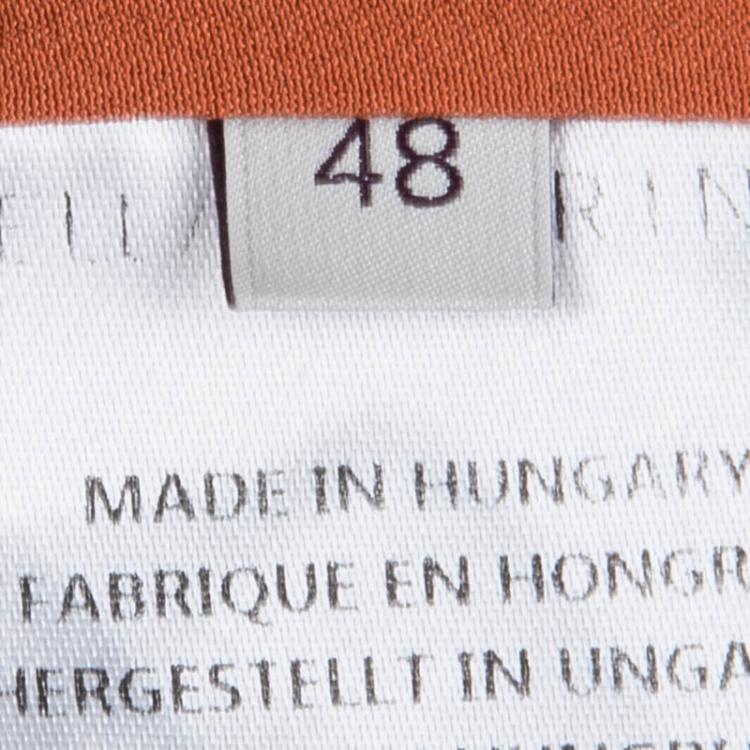 48
MADE IN HUNGARY
FABRIQUE EN HONGR
HERGESTELLT IN UNGA